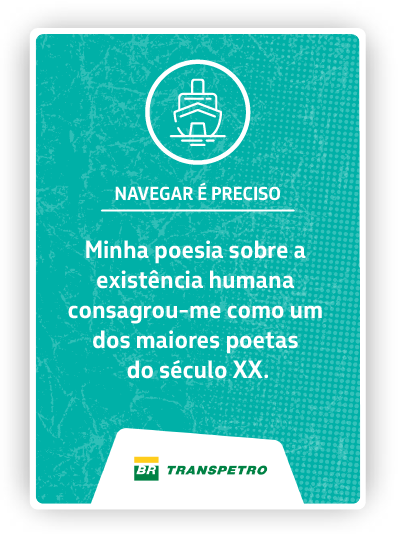 NAVEGAR É PRECISO
Minha poesia sobre a
existência humana
consagrou-me como um
dos maiores poetas
do século XX.
BR TRANSPETRO